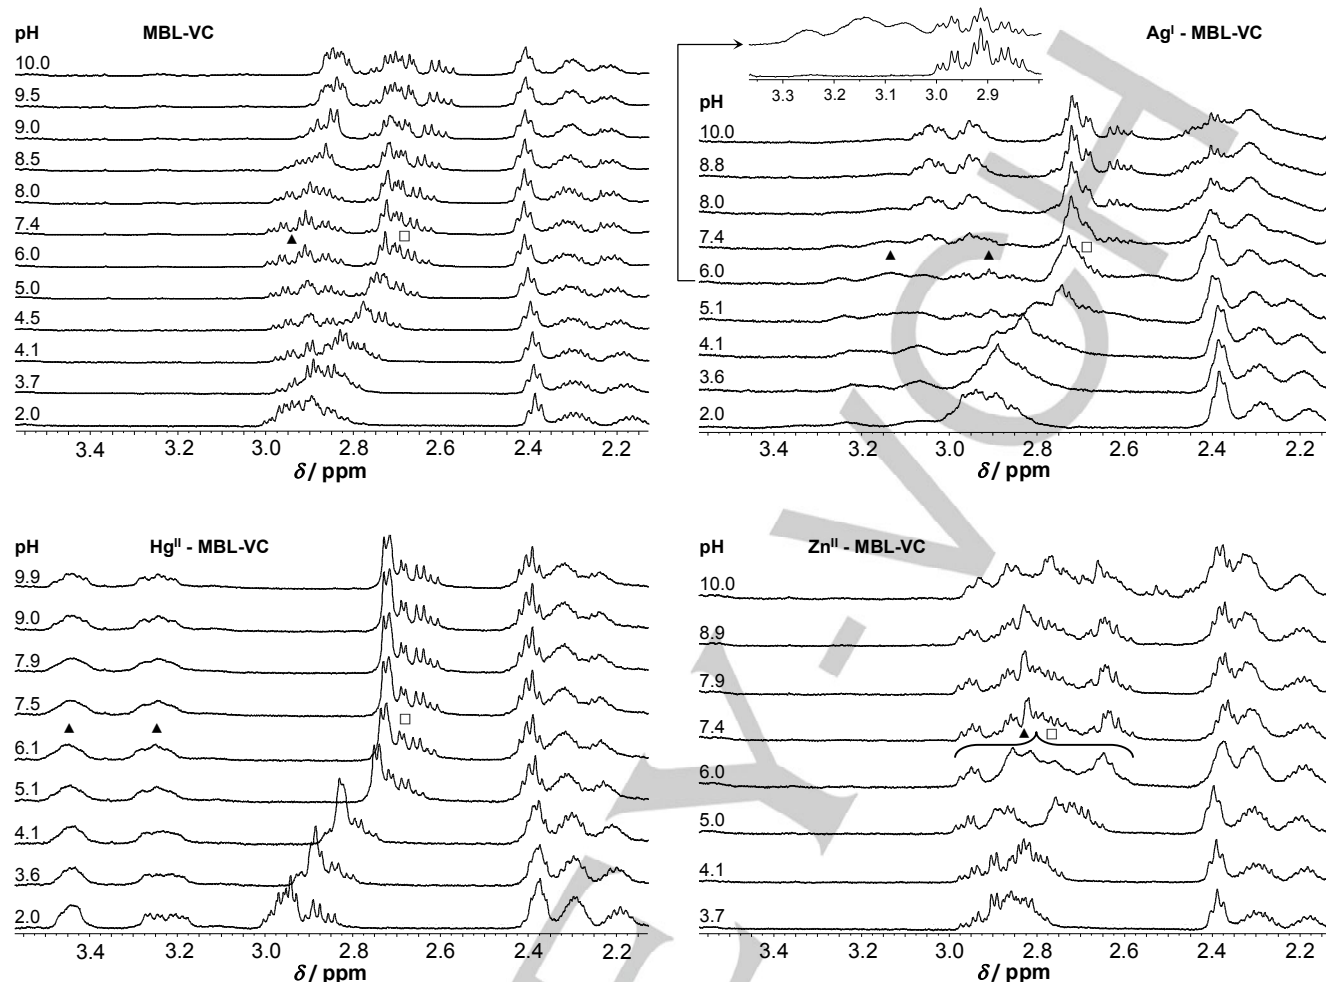 pH MBL-VC
10.0
9.5
9.0
8.5
8.0
7.4
6.0
5.0
4.5
4.1
3.7
2.0
3.4 3.2 3.0 2.8 2.6 2.4 2.2
δ / ppm
Ag^I - MBL-VC
3.3 3.2 3.1 3.0 2.9
pH
10.0
8.8
8.0
7.4
6.0
5.1
4.1
3.6
2.0
3.4 3.2 3.0 2.8 2.6 2.4 2.2
δ / ppm
pH Hg^II - MBL-VC
9.9
9.0
7.9
7.5
6.1
5.1
4.1
3.6
2.0
3.4 3.2 3.0 2.8 2.6 2.4 2.2
δ / ppm
pH Zn^II - MBL-VC
10.0
8.9
7.9
7.4
6.0
5.0
4.1
3.7
3.4 3.2 3.0 2.8 2.6 2.4 2.2
δ / ppm
EY-VCH